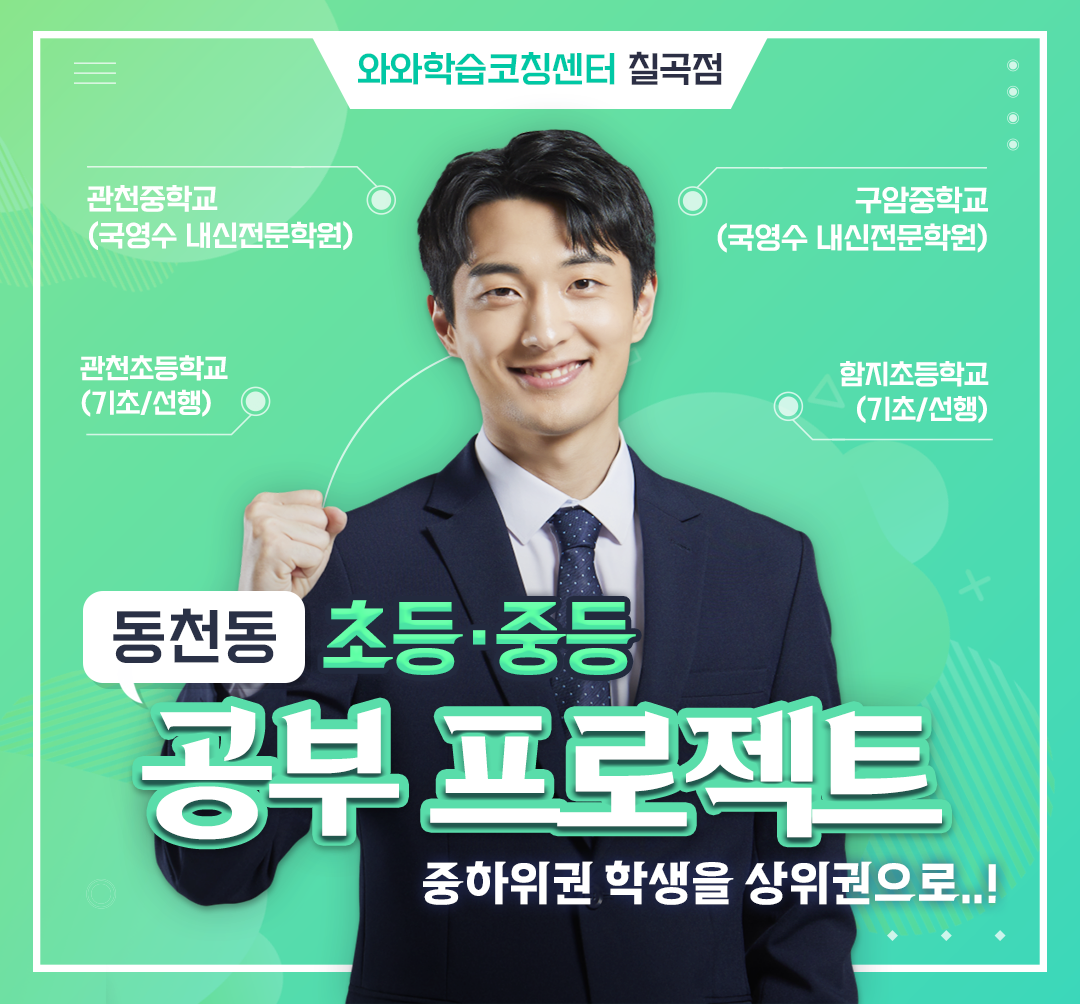 와와학습코칭센터 칠곡점
관천중학교
(국영수 내신전문학원)
구암중학교
(국영수 내신전문학원)
관천초등학교
(기초/선행)
함지초등학교
(기초/선행)
동천동 초등·중등
공부 프로젝트
중하위권 학생을 상위권으로..!